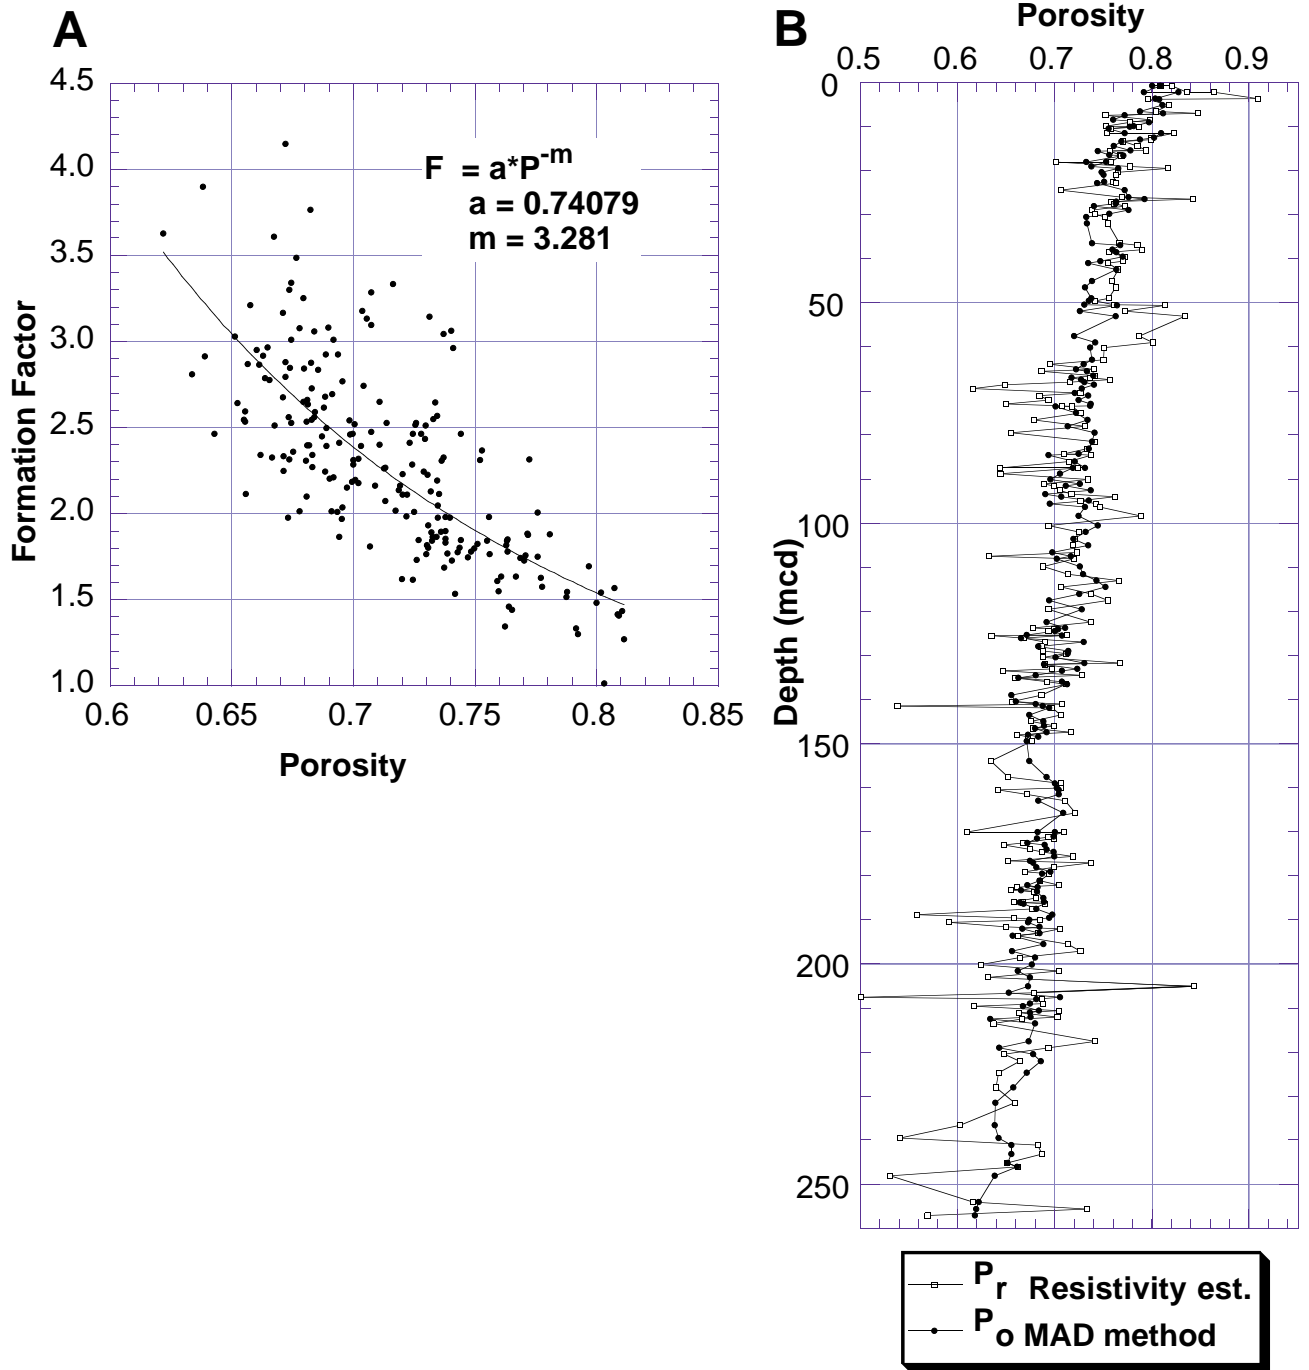 A
4.5
4.0
3.5
3.0
2.5
2.0
1.5
1.0
Formation Factor
F = a*P^-m
a = 0.74079
m = 3.281
0.6 0.65 0.7 0.75 0.8 0.85
Porosity
B
Porosity
0.5 0.6 0.7 0.8 0.9
0
50
100
150
200
250
Depth (mcd)
Pr Resistivity est.
Po MAD method